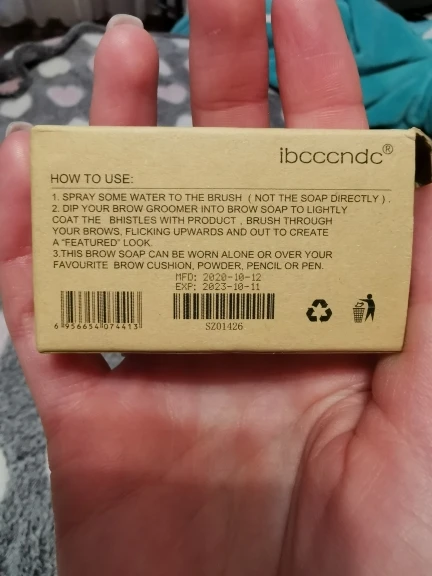 ibcccndc®
HOW TO USE:
1. SPRAY SOME WATER TO THE BRUSH ( NOT THE SOAP DIRECTLY ).
2. DIP YOUR BROW GROOMER INTO BROW SOAP TO LIGHTLY
COAT THE BHISTLES WITH PRODUCT , BRUSH THROUGH
YOUR BROWS, FLICKING UPWARDS AND OUT TO CREATE
A "FEATURED" LOOK.
3.THIS BROW SOAP CAN BE WORN ALONE OR OVER YOUR
FAVOURITE BROW CUSHION, POWDER, PENCIL OR PEN.
MFD: 2020-10-12
EXP: 2023-10-11
6 956654 074413
SZ01426